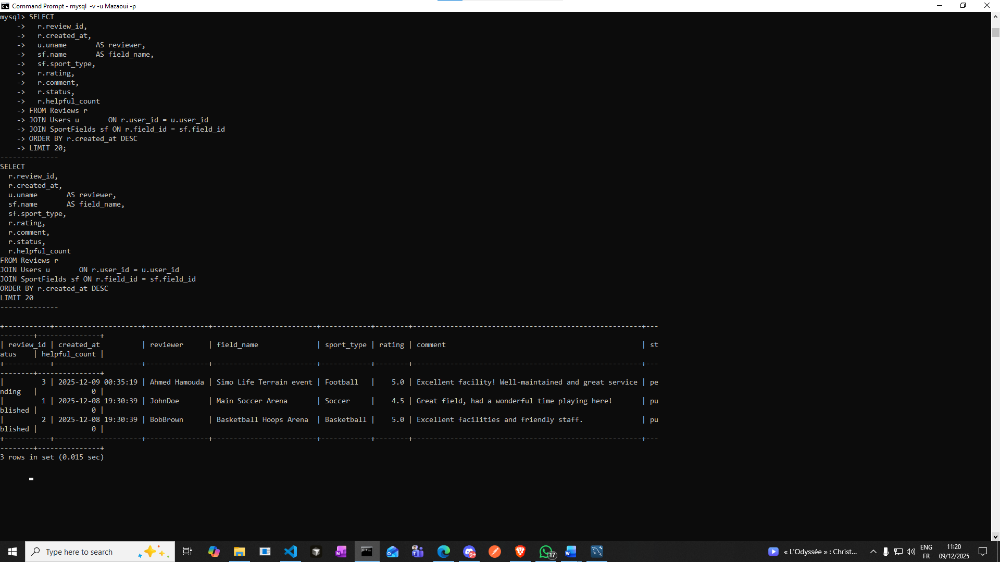 Command Prompt - mysql  -v -u Mazaoui -p
mysql> SELECT
    ->   r.review_id,
    ->   r.created_at,
    ->   u.uname       AS reviewer,
    ->   sf.name       AS field_name,
    ->   sf.sport_type,
    ->   r.rating,
    ->   r.comment,
    ->   r.status,
    ->   r.helpful_count
    -> FROM Reviews r
    -> JOIN Users u       ON r.user_id = u.user_id
    -> JOIN SportFields sf ON r.field_id = sf.field_id
    -> ORDER BY r.created_at DESC
    -> LIMIT 20;
--------------
SELECT
  r.review_id,
  r.created_at,
  u.uname       AS reviewer,
  sf.name       AS field_name,
  sf.sport_type,
  r.rating,
  r.comment,
  r.status,
  r.helpful_count
FROM Reviews r
JOIN Users u       ON r.user_id = u.user_id
JOIN SportFields sf ON r.field_id = sf.field_id
ORDER BY r.created_at DESC
LIMIT 20
--------------
+-----------+---------------------+---------------+-------------------------+------------+--------+-------------------------------------------------------+---
--------+---------------+
| review_id | created_at          | reviewer      | field_name              | sport_type | rating | comment                                               | st
atus    | helpful_count |
+-----------+---------------------+---------------+-------------------------+------------+--------+-------------------------------------------------------+---
--------+---------------+
|         3 | 2025-12-09 00:35:19 | Ahmed Hamouda | Simo Life Terrain event | Football   |    5.0 | Excellent facility! Well-maintained and great service | pe
nding   |             0 |
|         1 | 2025-12-08 19:30:39 | JohnDoe       | Main Soccer Arena       | Soccer     |    4.5 | Great field, had a wonderful time playing here!       | pu
blished |             0 |
|         2 | 2025-12-08 19:30:39 | BobBrown      | Basketball Hoops Arena  | Basketball |    5.0 | Excellent facilities and friendly staff.              | pu
blished |             0 |
+-----------+---------------------+---------------+-------------------------+------------+--------+-------------------------------------------------------+---
--------+---------------+
3 rows in set (0.015 sec)
Type here to search
9+
17
« L'Odyssée » : Christ...
ENG
FR
11:20
09/12/2025